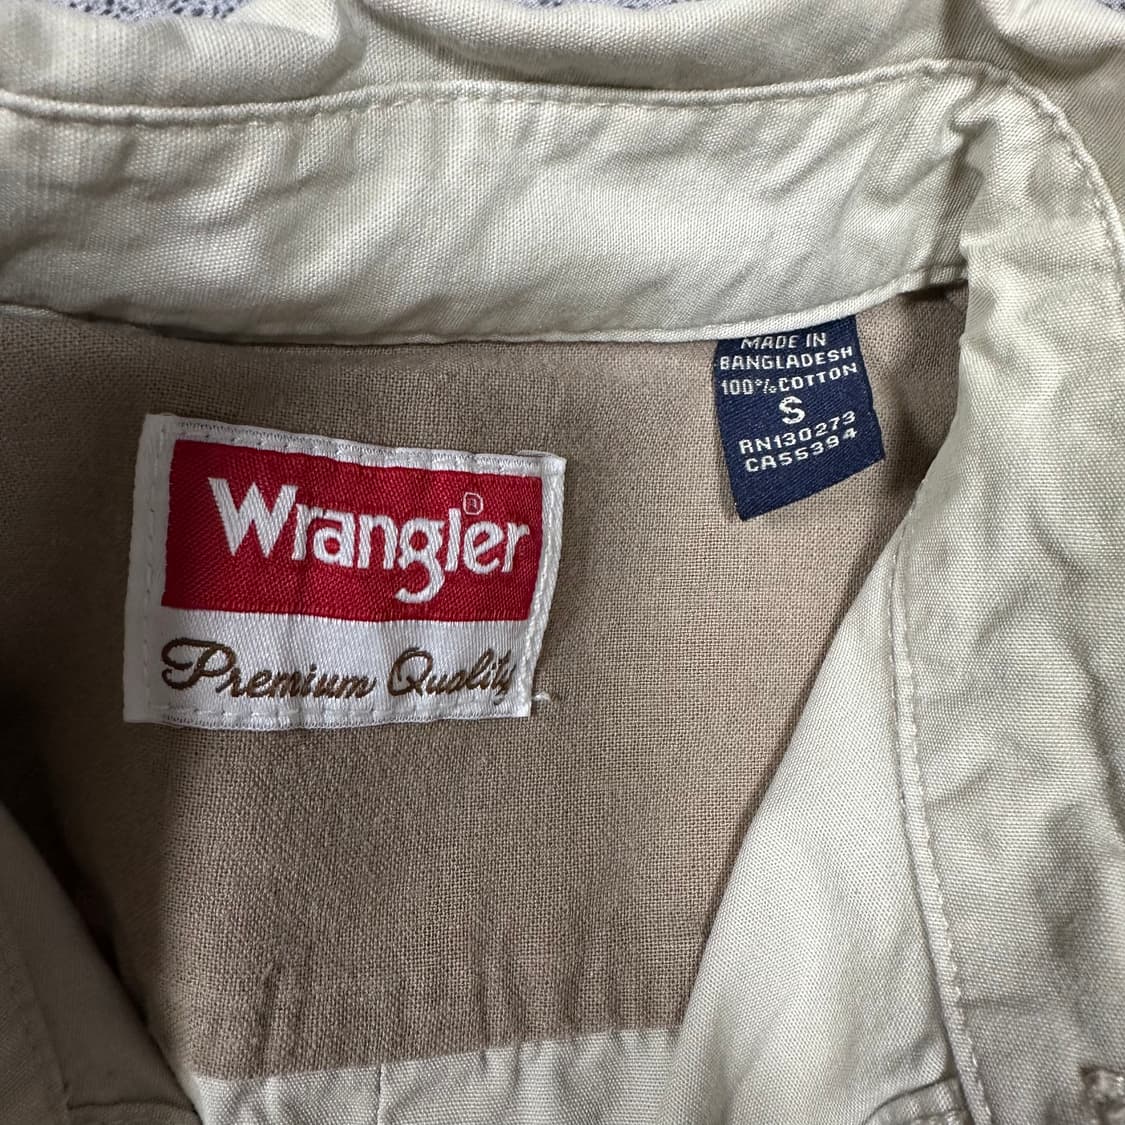 MADE IN
BANGLADESH
100%COTTON
S
RN130273
CA55394
Wrangler®
Premium Quality